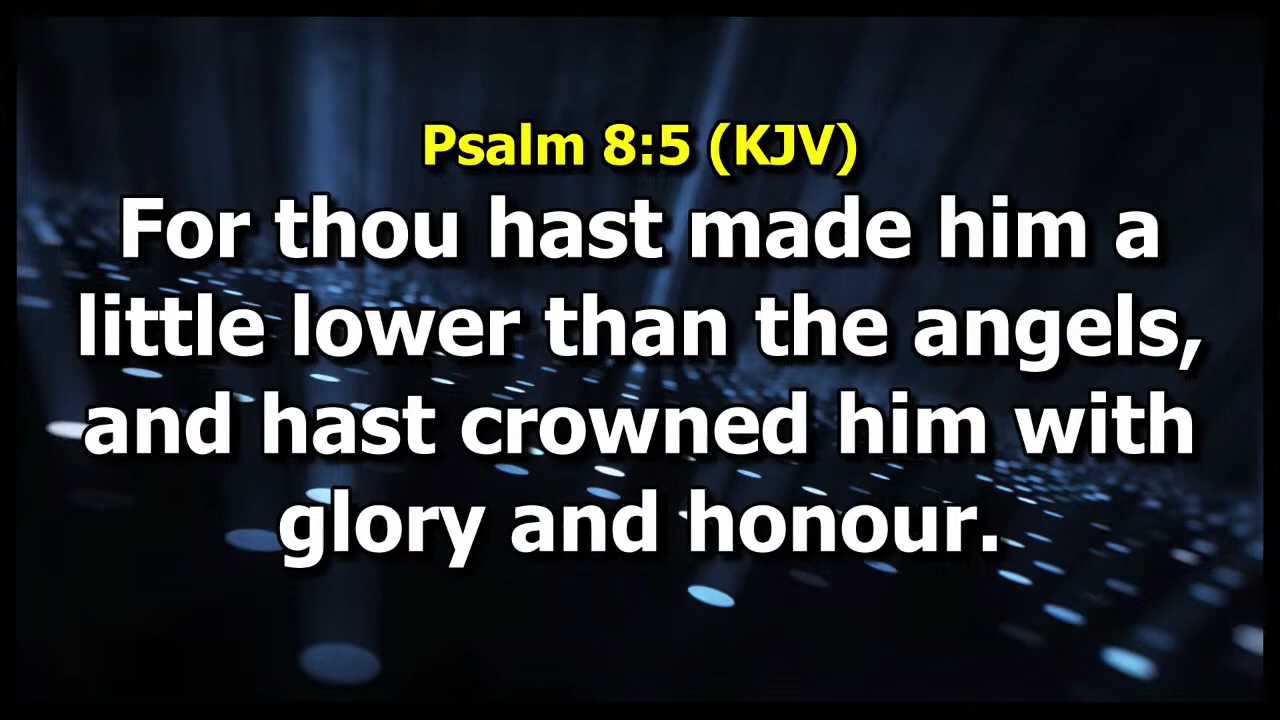 Psalm 8:5 (KJV)
For thou hast made him a
little lower than the angels,
and hast crowned him with
glory and honour.